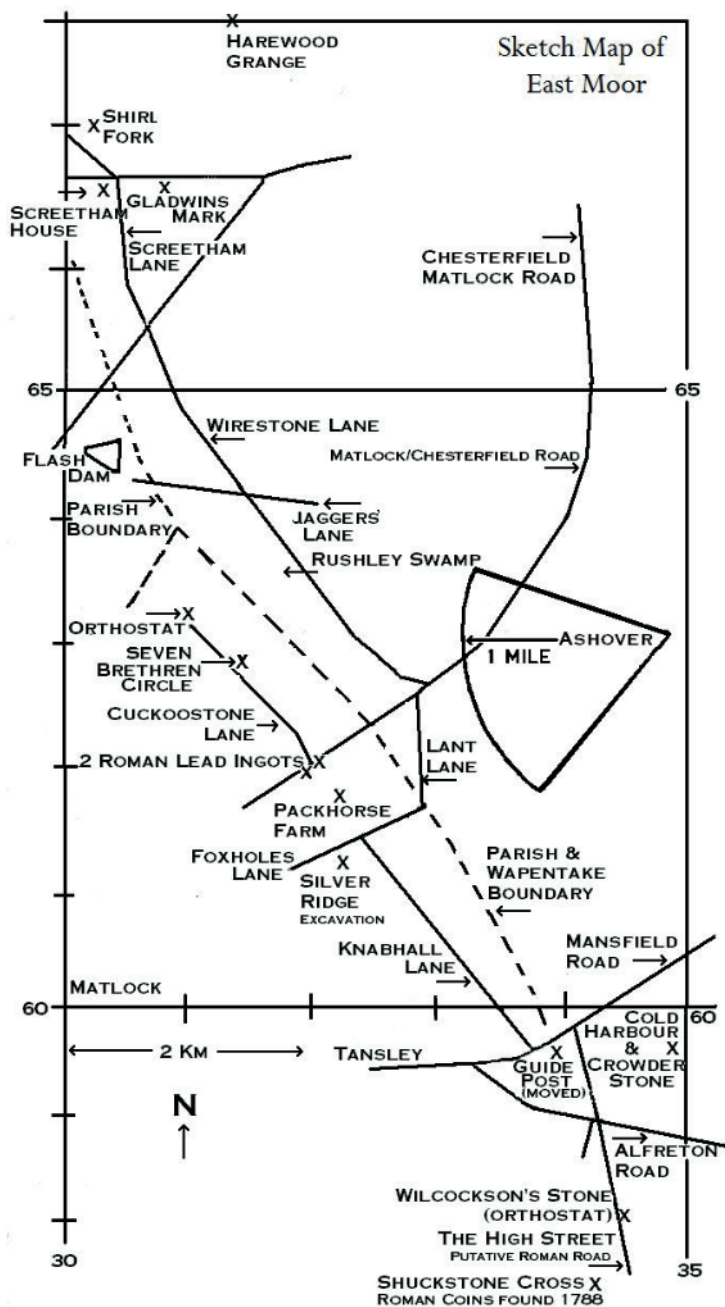 Sketch Map of
East Moor
X
HAREWOOD
GRANGE
X SHIRL
FORK
X X
SCREETHAM
HOUSE
GLADWINS
MARK
SCREETHAM
LANE
CHESTERFIELD
MATLOCK ROAD
65
65
WIRESTONE LANE
MATLOCK/CHESTERFIELD ROAD
FLASH
DAM
PARISH
BOUNDARY
JAGGERS'
LANE
RUSHLEY SWAMP
X
ORTHOSTAT
ASHOVER
1 MILE
SEVEN
BRETHREN X
CIRCLE
CUCKOOSTONE
LANE
2 ROMAN LEAD INGOTS X
X
LANT
LANE
X
PACKHORSE
FARM
FOXHOLES
LANE
X
SILVER
RIDGE
EXCAVATION
PARISH &
WAPENTAKE
BOUNDARY
KNABHALL
LANE
MANSFIELD
ROAD
MATLOCK
60
60
COLD
HARBOUR
& X
CROWDER
STONE
2 KM
TANSLEY
X
GUIDE
POST
(MOVED)
N
ALFRETON
ROAD
WILCOCKSON'S STONE
(ORTHOSTAT) X
THE HIGH STREET
PUTATIVE ROMAN ROAD
30
35
SHUCKSTONE CROSS X
ROMAN COINS FOUND 1788